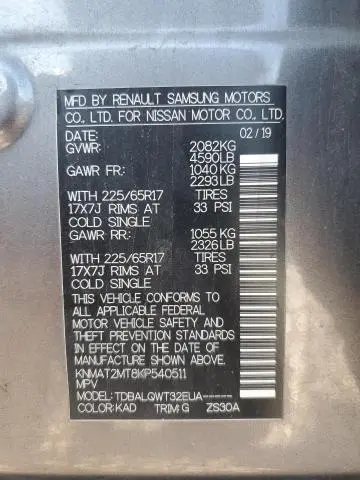 MFD BY RENAULT SAMSUNG MOTORS
CO., LTD. FOR NISSAN MOTOR CO., LTD.
DATE: 02/19
GVWR: 2082KG
4590LB
GAWR FR: 1040 KG
2293LB
WITH 225/65R17 TIRES
17X7J RIMS AT 33 PSI
COLD SINGLE
GAWR RR: 1055 KG
2326LB
WITH 225/65R17 TIRES
17X7J RIMS AT 33 PSI
COLD SINGLE
THIS VEHICLE CONFORMS TO
ALL APPLICABLE FEDERAL
MOTOR VEHICLE SAFETY AND
THEFT PREVENTION STANDARDS
IN EFFECT ON THE DATE OF
MANUFACTURE SHOWN ABOVE.
KNMAT2MT8KP540511
MPV
MODEL:TDBALQWT32EUA-----
COLOR:KAD TRIM:G ZS30A